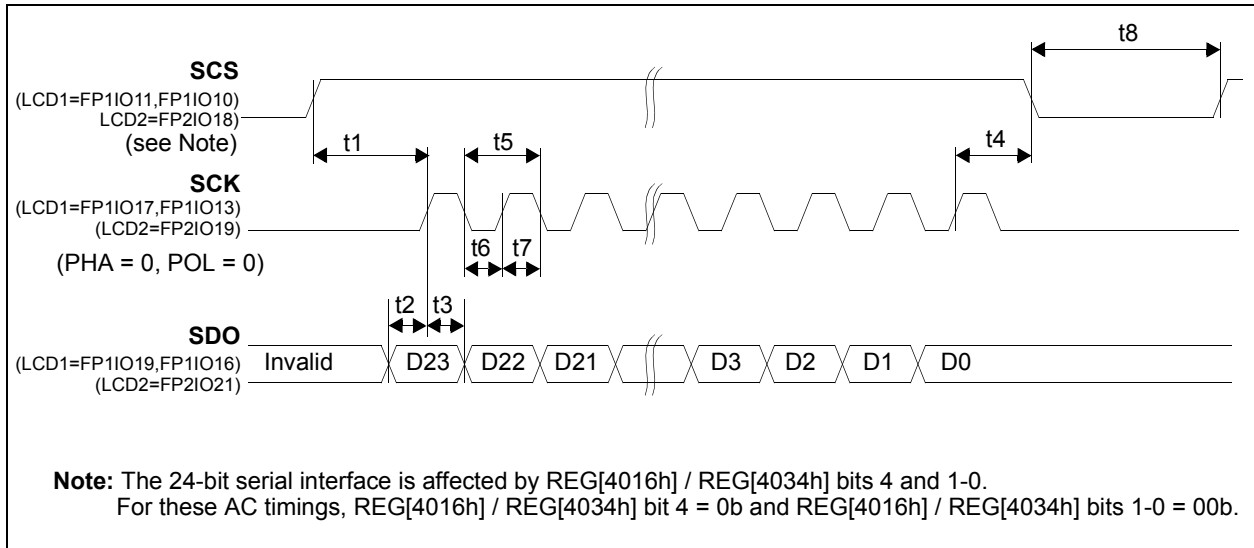 t8
SCS
(LCD1=FP1IO11,FP1IO10)
LCD2=FP2IO18)
(see Note)
t1
t5
t4
SCK
(LCD1=FP1IO17,FP1IO13)
(LCD2=FP2IO19)
(PHA = 0, POL = 0)
t6
t7
t2
t3
SDO
(LCD1=FP1IO19,FP1IO16)
(LCD2=FP2IO21)
Invalid
D23
D22
D21
D3
D2
D1
D0
Note: The 24-bit serial interface is affected by REG[4016h] / REG[4034h] bits 4 and 1-0.
For these AC timings, REG[4016h] / REG[4034h] bit 4 = 0b and REG[4016h] / REG[4034h] bits 1-0 = 00b.